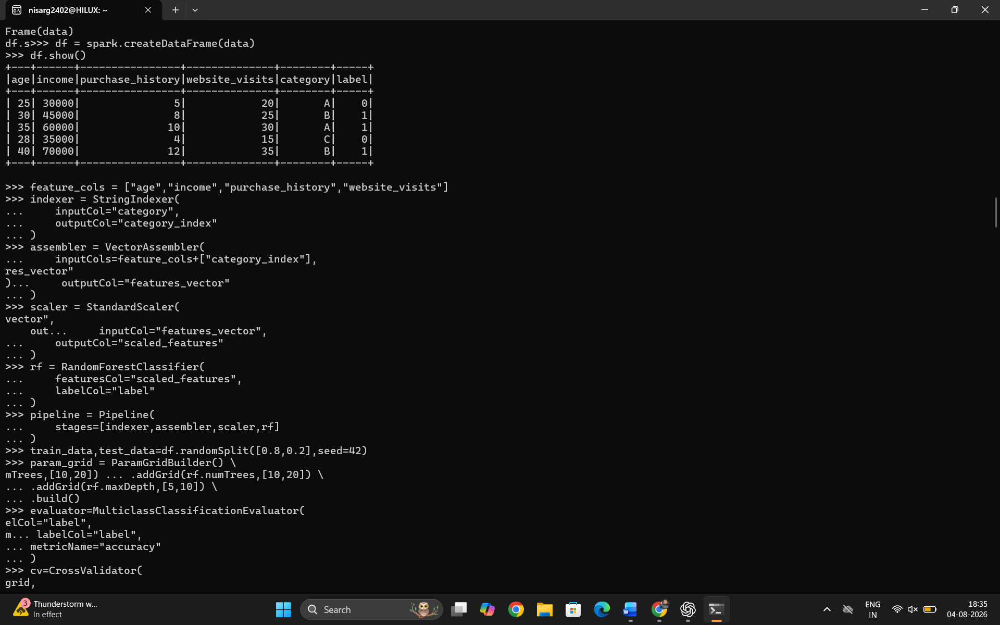 nisarg2402@HILUX: ~
Frame(data)
df.s>>> df = spark.createDataFrame(data)
>>> df.show()
+---+------+----------------+--------------+--------+-----+
|age|income|purchase_history|website_visits|category|label|
+---+------+----------------+--------------+--------+-----+
| 25| 30000|               5|            20|       A|    0|
| 30| 45000|               8|            25|       B|    1|
| 35| 60000|              10|            30|       A|    1|
| 28| 35000|               4|            15|       C|    0|
| 40| 70000|              12|            35|       B|    1|
+---+------+----------------+--------------+--------+-----+
>>> feature_cols = ["age","income","purchase_history","website_visits"]
>>> indexer = StringIndexer(
...     inputCol="category",
...     outputCol="category_index"
... )
>>> assembler = VectorAssembler(
...     inputCols=feature_cols+["category_index"],
res_vector"
)...     outputCol="features_vector"
... )
>>> scaler = StandardScaler(
vector",
    out...     inputCol="features_vector",
...     outputCol="scaled_features"
... )
>>> rf = RandomForestClassifier(
...     featuresCol="scaled_features",
...     labelCol="label"
... )
>>> pipeline = Pipeline(
...     stages=[indexer,assembler,scaler,rf]
... )
>>> train_data,test_data=df.randomSplit([0.8,0.2],seed=42)
>>> param_grid = ParamGridBuilder() \
mTrees,[10,20]) ... .addGrid(rf.numTrees,[10,20]) \
... .addGrid(rf.maxDepth,[5,10]) \
... .build()
>>> evaluator=MulticlassClassificationEvaluator(
elCol="label",
m... labelCol="label",
... metricName="accuracy"
... )
>>> cv=CrossValidator(
grid,
3
Thunderstorm w...
In effect
Search
ENG
IN
18:35
04-08-2026